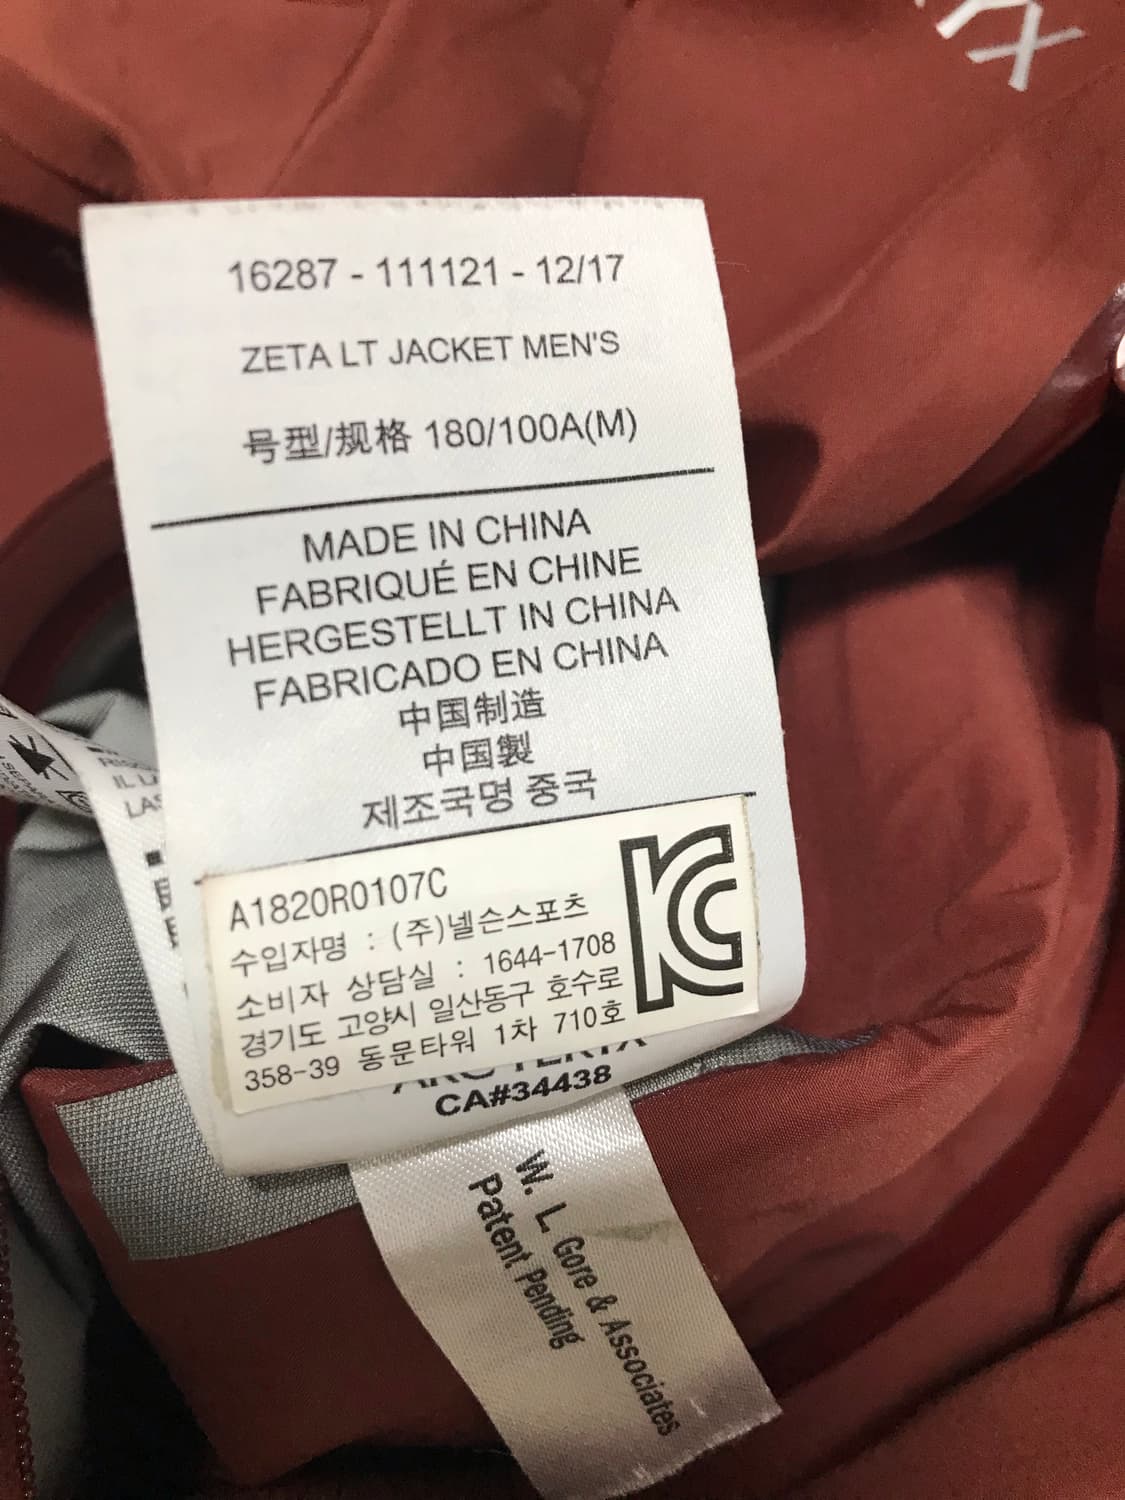 16287 - 111121 - 12/17
ZETA LT JACKET MEN'S
号型/规格 180/100A(M)
MADE IN CHINA
FABRIQUÉ EN CHINE
HERGESTELLT IN CHINA
FABRICADO EN CHINA
中国制造
中国製
제조국명 중국
A1820R0107C
수입자명 : (주)넬슨스포츠
소비자 상담실 : 1644-1708
경기도 고양시 일산동구 호수로
358-39 동문타워 1차 710호
CA#34438
W. L. Gore & Associates
Patent Pending